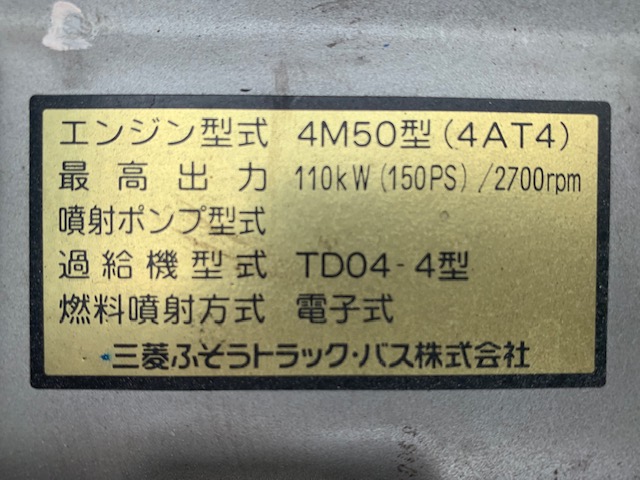 エンジン型式 4M50型(4AT4)
最高出力 110kW(150PS)/2700rpm
噴射ポンプ型式
過給機型式 TD04-4型
燃料噴射方式 電子式
三菱ふそうトラック・バス株式会社